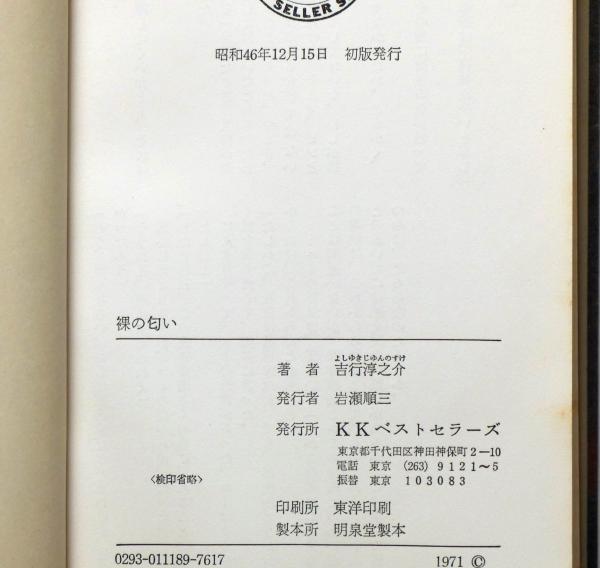 SELLER S
昭和46年12月15日 初版発行
裸の匂い
よしゆきじゆんのすけ
著者 吉行淳之介
発行者 岩瀬順三
発行所 KKベストセラーズ
東京都千代田区神田神保町2—10
電話 東京 (263) 9121〜5
振替 東京 103083
〈検印省略〉
印刷所 東洋印刷
製本所 明泉堂製本
0293-011189-7617 1971 ©